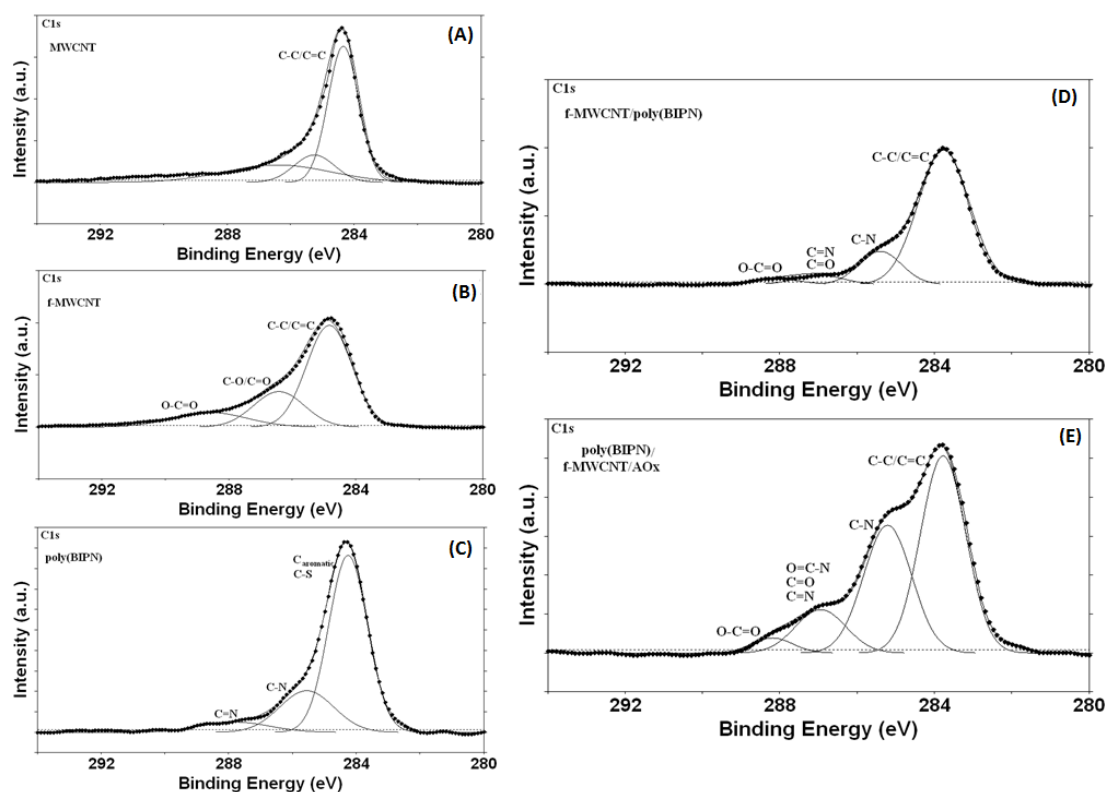 C1s
MWCNT
(A)
C-C/C=C
Intensity (a.u.)
292 288 284 280
Binding Energy (eV)
C1s
f-MWCNT
(B)
C-C/C=C
C-O/C=O
O-C=O
Intensity (a.u.)
292 288 284 280
Binding Energy (eV)
C1s
poly(BIPN)
(C)
Caromatic
C-S
C-N
C=N
Intensity (a.u.)
292 288 284 280
Binding Energy (eV)
C1s
f-MWCNT/poly(BIPN)
(D)
C-C/C=C
C-N
C=N
C=O
O-C=O
Intensity (a.u.)
292 288 284 280
Binding Energy (eV)
C1s
poly(BIPN)/
f-MWCNT/AOx
(E)
C-C/C=C
C-N
O=C-N
C=O
C=N
O-C=O
Intensity (a.u.)
292 288 284 280
Binding Energy (eV)